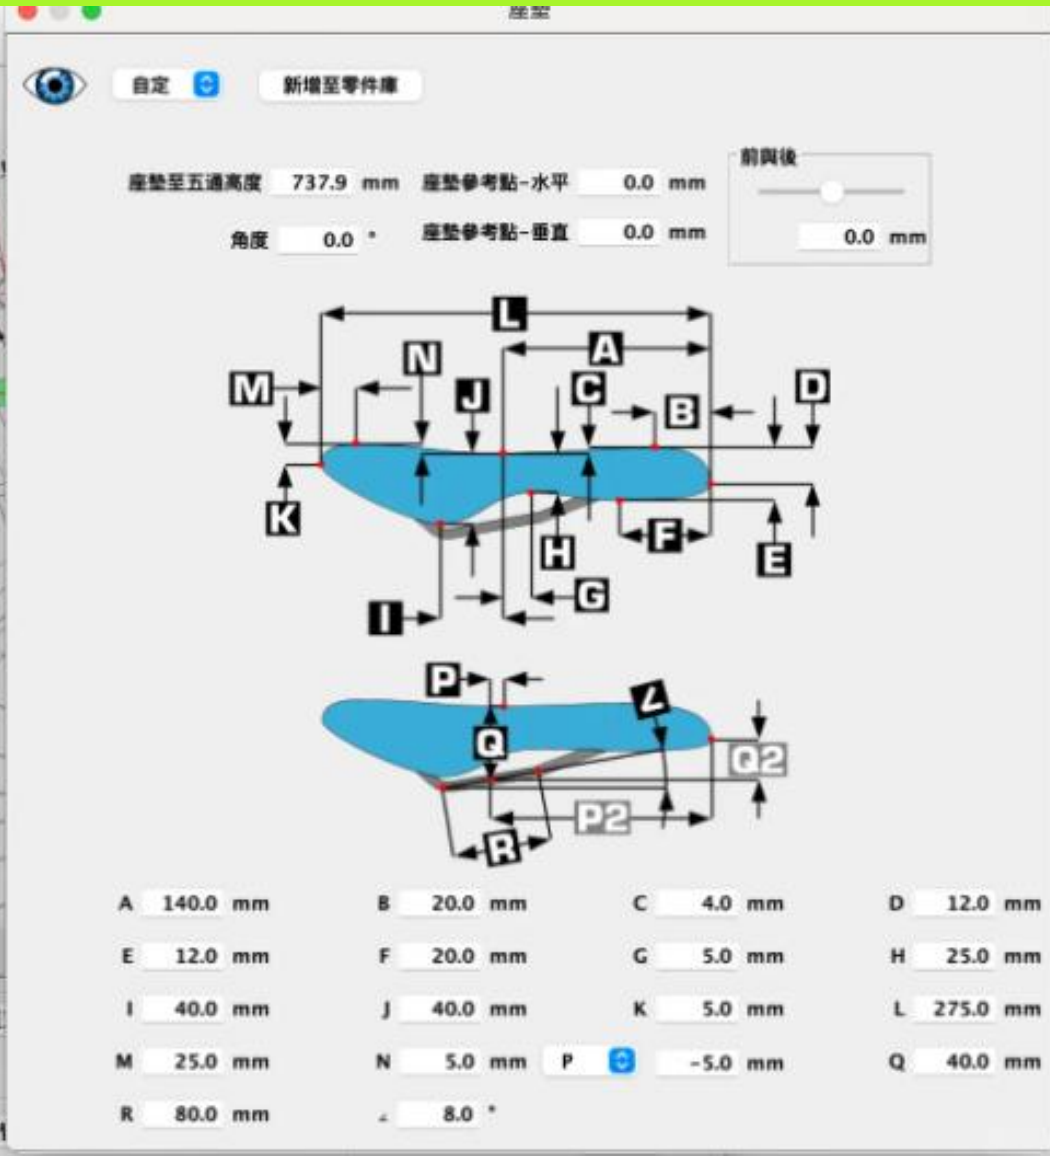 座墊
自定 新增至零件庫
前與後
座墊至五通高度 737.9 mm 座墊參考點-水平 0.0 mm
角度 0.0 ° 座墊參考點-垂直 0.0 mm 0.0 mm
L
N A
M J C B D
K H F E
I G
P ∠
Q Q2
P2
R
A 140.0 mm B 20.0 mm C 4.0 mm D 12.0 mm
E 12.0 mm F 20.0 mm G 5.0 mm H 25.0 mm
I 40.0 mm J 40.0 mm K 5.0 mm L 275.0 mm
M 25.0 mm N 5.0 mm P -5.0 mm Q 40.0 mm
R 80.0 mm ∠ 8.0 °